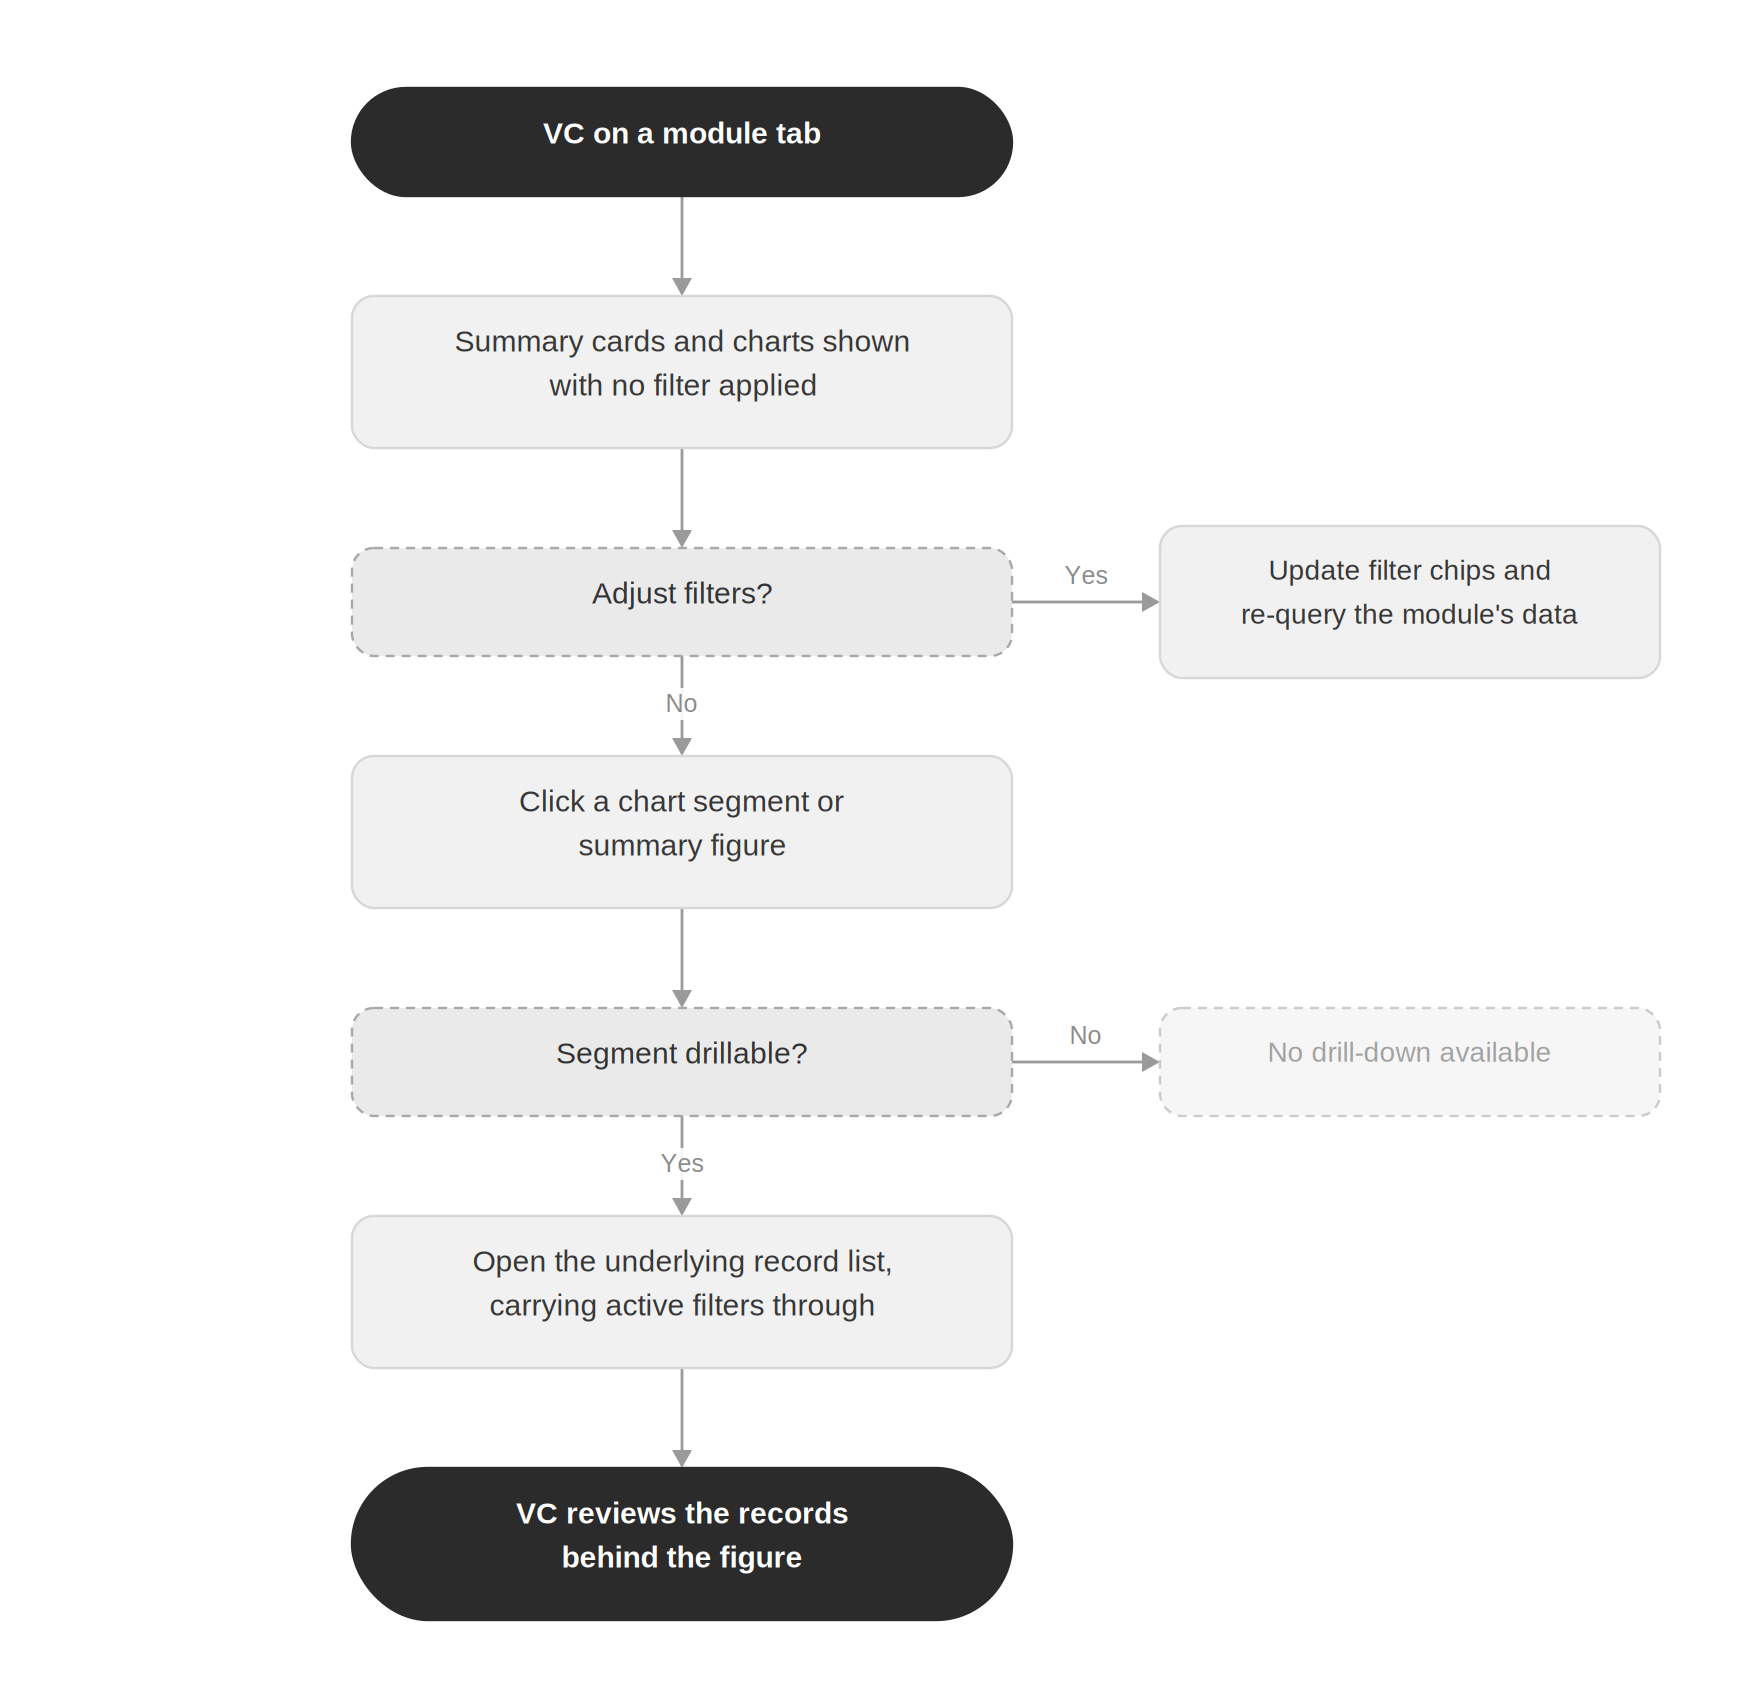 VC on a module tab
Summary cards and charts shown
with no filter applied
Adjust filters?
Yes
Update filter chips and
re-query the module's data
No
Click a chart segment or
summary figure
Segment drillable?
No
No drill-down available
Yes
Open the underlying record list,
carrying active filters through
VC reviews the records
behind the figure